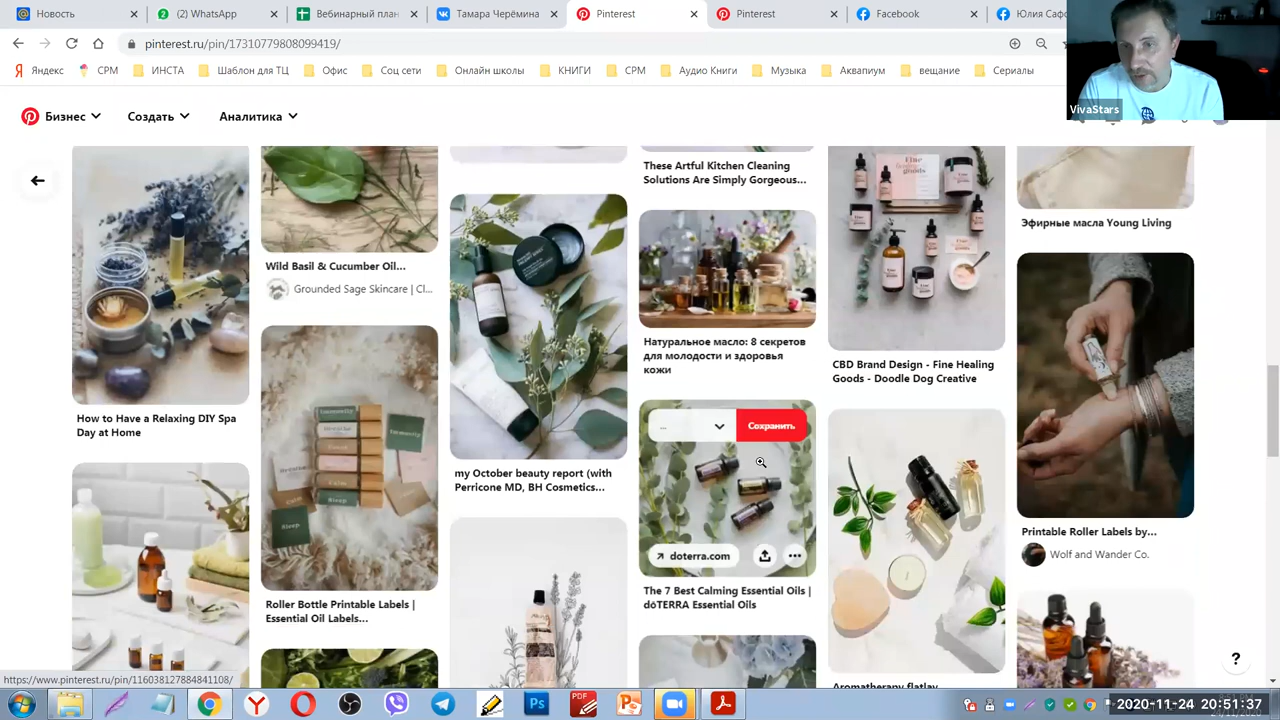 Новость
(2) WhatsApp
Вебинарный план
Тамара Черёмина
Pinterest
Pinterest
Facebook
Юлия Саф
pinterest.ru/pin/17310779808099419/
Яндекс
СРМ
ИНСТА
Шаблон для ТЦ
Офис
Соц сети
Онлайн школы
КНИГИ
СРМ
Аудио Книги
Музыка
Аквапиум
вещание
Сериалы
VivaStars
Бизнес
Создать
Аналитика
These Artful Kitchen Cleaning
Solutions Are Simply Gorgeous...
Эфирные масла Young Living
Wild Basil & Cucumber Oil...
Grounded Sage Skincare | Cl...
Натуральное масло: 8 секретов
для молодости и здоровья
кожи
CBD Brand Design - Fine Healing
Goods - Doodle Dog Creative
How to Have a Relaxing DIY Spa
Day at Home
...
Сохранить
my October beauty report (with
Perricone MD, BH Cosmetics...
Printable Roller Labels by...
Wolf and Wander Co.
doterra.com
The 7 Best Calming Essential Oils |
dōTERRA Essential Oils
Roller Bottle Printable Labels |
Essential Oil Labels...
Aromatherapy flatlay
?
https://www.pinterest.ru/pin/116038127884841108/
2020-11-24 20:51:37